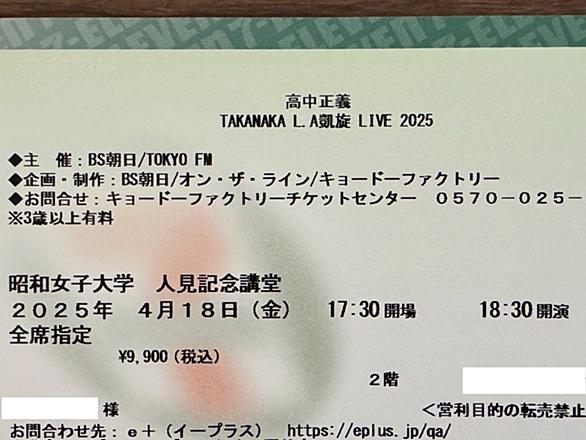 7-ELEVEN
高中正義
TAKANAKA L.A凱旋 LIVE 2025
◆主　催：BS朝日/TOKYO FM
◆企画・制作：BS朝日/オン・ザ・ライン/キョードーファクトリー
◆お問合せ：キョードーファクトリーチケットセンター　０５７０－０２５－
※3歳以上有料
昭和女子大学　人見記念講堂
２０２５年　４月１８日（金）　17:30開場　18:30開演
全席指定
¥9,900（税込）
２階
様　＜営利目的の転売禁止
お問合わせ先：ｅ＋（イープラス）　https://eplus.jp/qa/